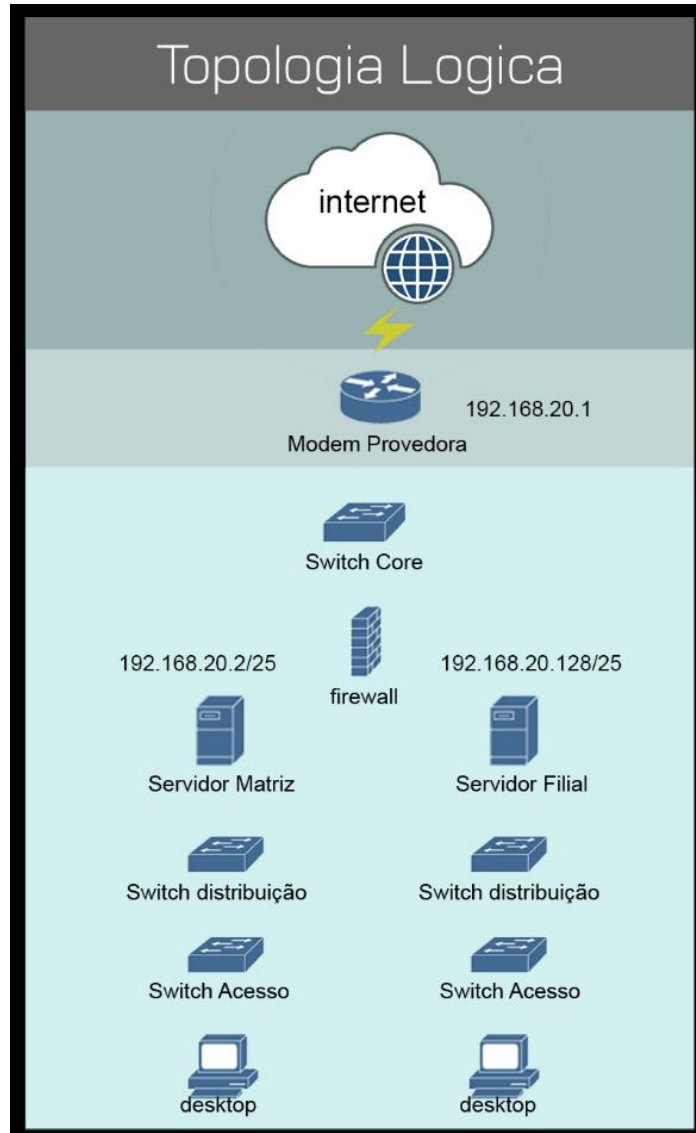 Topologia Logica
internet
192.168.20.1
Modem Provedora
Switch Core
192.168.20.2/25
192.168.20.128/25
firewall
Servidor Matriz
Servidor Filial
Switch distribuição
Switch distribuição
Switch Acesso
Switch Acesso
desktop
desktop